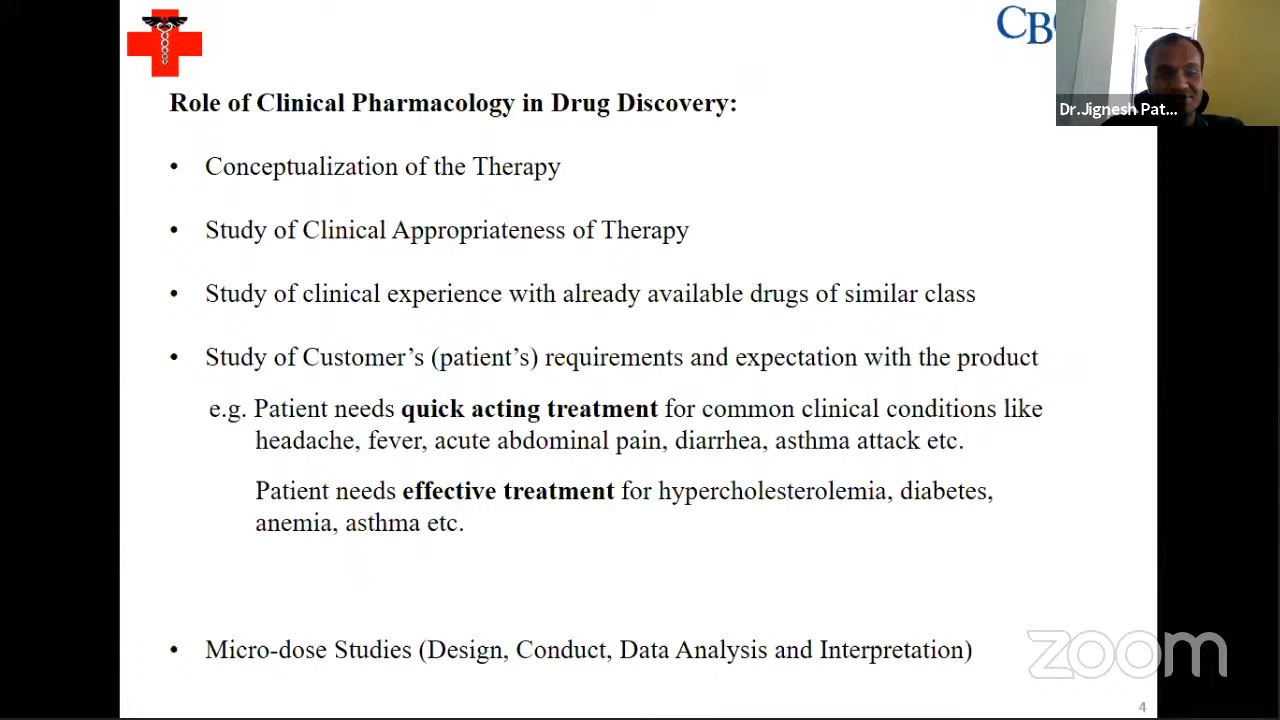 CB
Dr.Jignesh Pat...
Role of Clinical Pharmacology in Drug Discovery:
• Conceptualization of the Therapy
• Study of Clinical Appropriateness of Therapy
• Study of clinical experience with already available drugs of similar class
• Study of Customer’s (patient’s) requirements and expectation with the product
e.g. Patient needs quick acting treatment for common clinical conditions like
headache, fever, acute abdominal pain, diarrhea, asthma attack etc.
Patient needs effective treatment for hypercholesterolemia, diabetes,
anemia, asthma etc.
• Micro-dose Studies (Design, Conduct, Data Analysis and Interpretation)
zoom
4